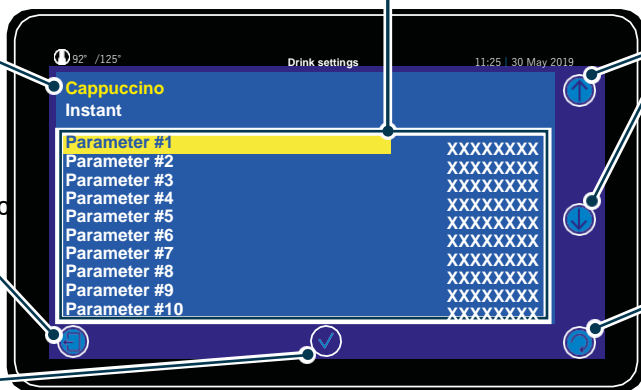 92° /125°
Drink settings
11:25 | 30 May 2019
Cappuccino
Instant
Parameter #1 XXXXXXXX
Parameter #2 XXXXXXXX
Parameter #3 XXXXXXXX
Parameter #4 XXXXXXXX
Parameter #5 XXXXXXXX
Parameter #6 XXXXXXXX
Parameter #7 XXXXXXXX
Parameter #8 XXXXXXXX
Parameter #9 XXXXXXXX
Parameter #10 XXXXXXXX